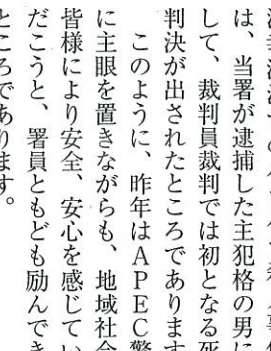 は、当署が逮捕した主犯格の男に
して、裁判員裁判では初となる死
判決が出されたところであります
このように、昨年はAPEC警
に主眼を置きながらも、地域社会
皆様により安全、安心を感じてい
だこうと、署員ともども励んでき
ところであります。